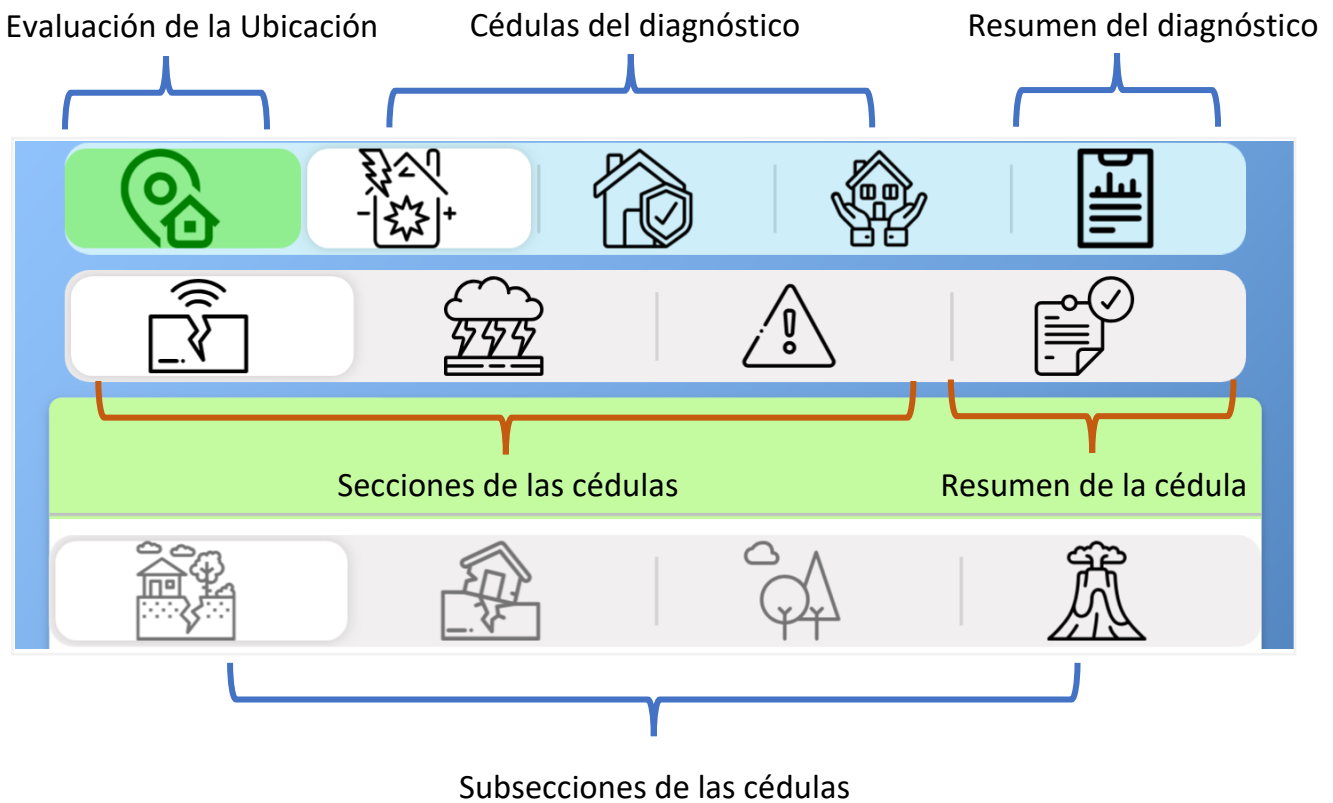 Evaluación de la Ubicación
Cédulas del diagnóstico
Resumen del diagnóstico
Secciones de las cédulas
Resumen de la cédula
Subsecciones de las cédulas